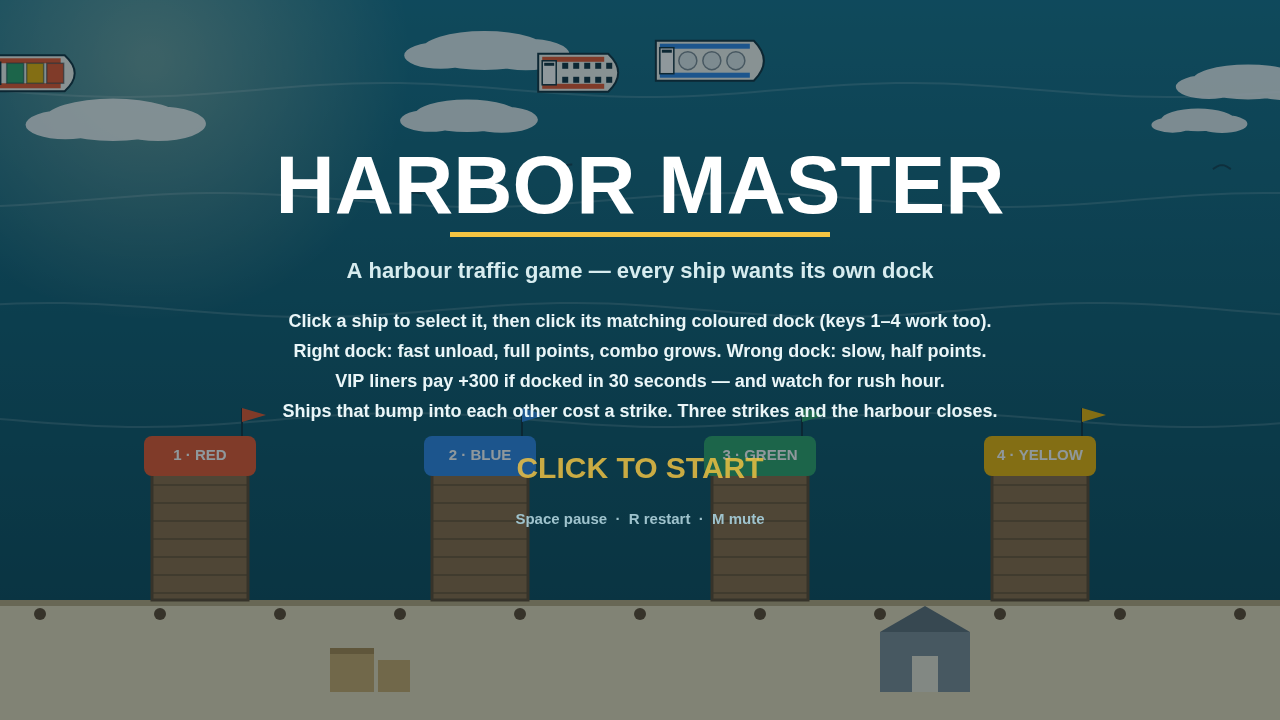 HARBOR MASTER
A harbour traffic game — every ship wants its own dock
Click a ship to select it, then click its matching coloured dock (keys 1–4 work too).
Right dock: fast unload, full points, combo grows. Wrong dock: slow, half points.
VIP liners pay +300 if docked in 30 seconds — and watch for rush hour.
Ships that bump into each other cost a strike. Three strikes and the harbour closes.
1 · RED
2 · BLUE
3 · GREEN
4 · YELLOW
CLICK TO START
Space pause · R restart · M mute